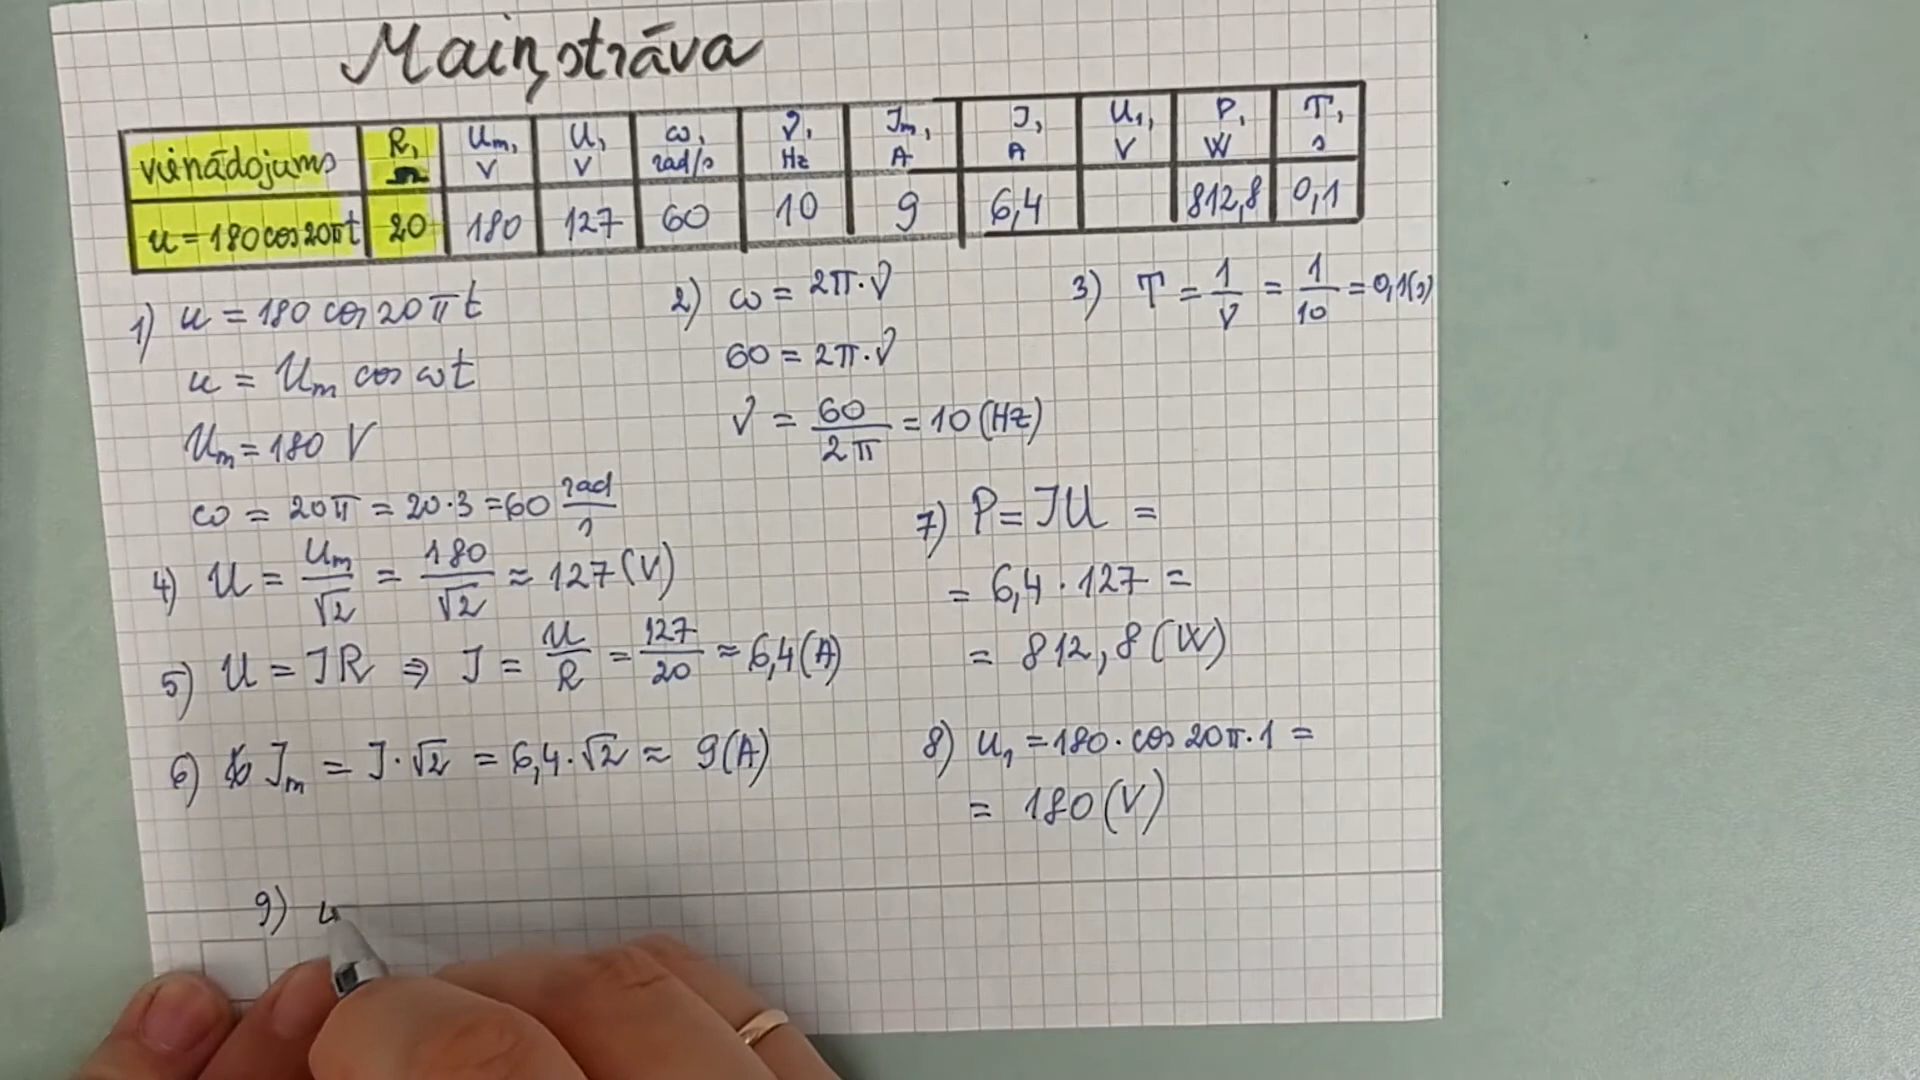 Maiņstrāva
vienādojums R, Ω Um, V U, V ω, rad/s ν, Hz Im, A I, A U1, V P, W T, s
u = 180cos20πt 20 180 127 60 10 9 6,4 812,8 0,1
1) u = 180 cos 20πt
u = Um cos ωt
Um = 180 V
ω = 20π = 20·3 = 60 rad/s
2) ω = 2π·ν
60 = 2π·ν
ν = 60/2π = 10 (Hz)
3) T = 1/ν = 1/10 = 0,1(s)
4) U = Um/√2 = 180/√2 ≈ 127 (V)
5) U = IR ⇒ I = U/R = 127/20 ≈ 6,4 (A)
6) Im = I·√2 = 6,4·√2 ≈ 9 (A)
7) P = IU =
= 6,4 · 127 =
= 812,8 (W)
8) u1 = 180·cos 20π·1 =
= 180 (V)
9) u